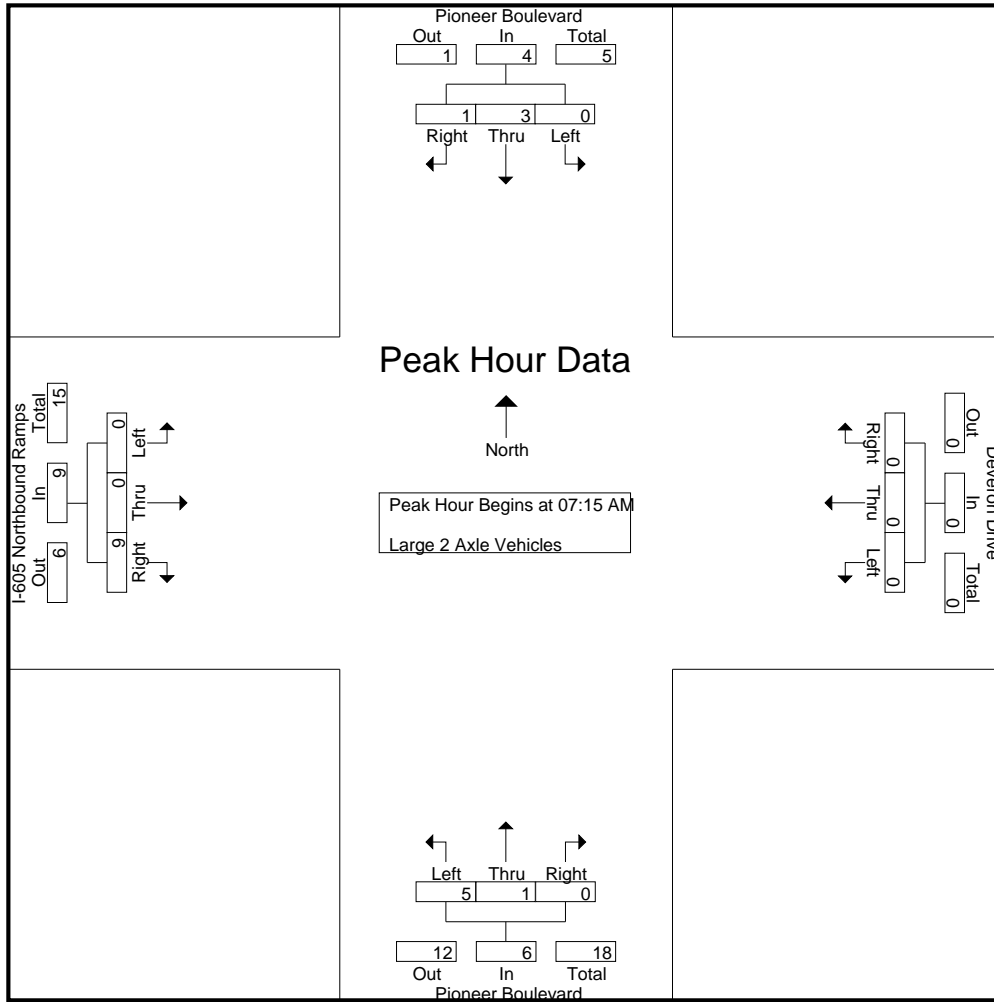 Pioneer Boulevard
Out In Total
1 4 5
1 3 0
Right Thru Left
Peak Hour Data
North
Peak Hour Begins at 07:15 AM
Large 2 Axle Vehicles
I-605 Northbound Ramps
Out In Total
6 9 15
0 0 9
Left Thru Right
Deveron Drive
Out In Total
0 0 0
Right Thru Left
0 0 0
Left Thru Right
5 1 0
12 6 18
Out In Total
Pioneer Boulevard